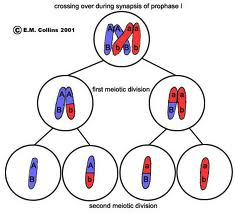 crossing over during synapsis of prophase I
© E.M. Collins 2001
A A a a
b b
first meiotic division
A A
b
a a
b
A
A
b
a
b
a
b
second meiotic division